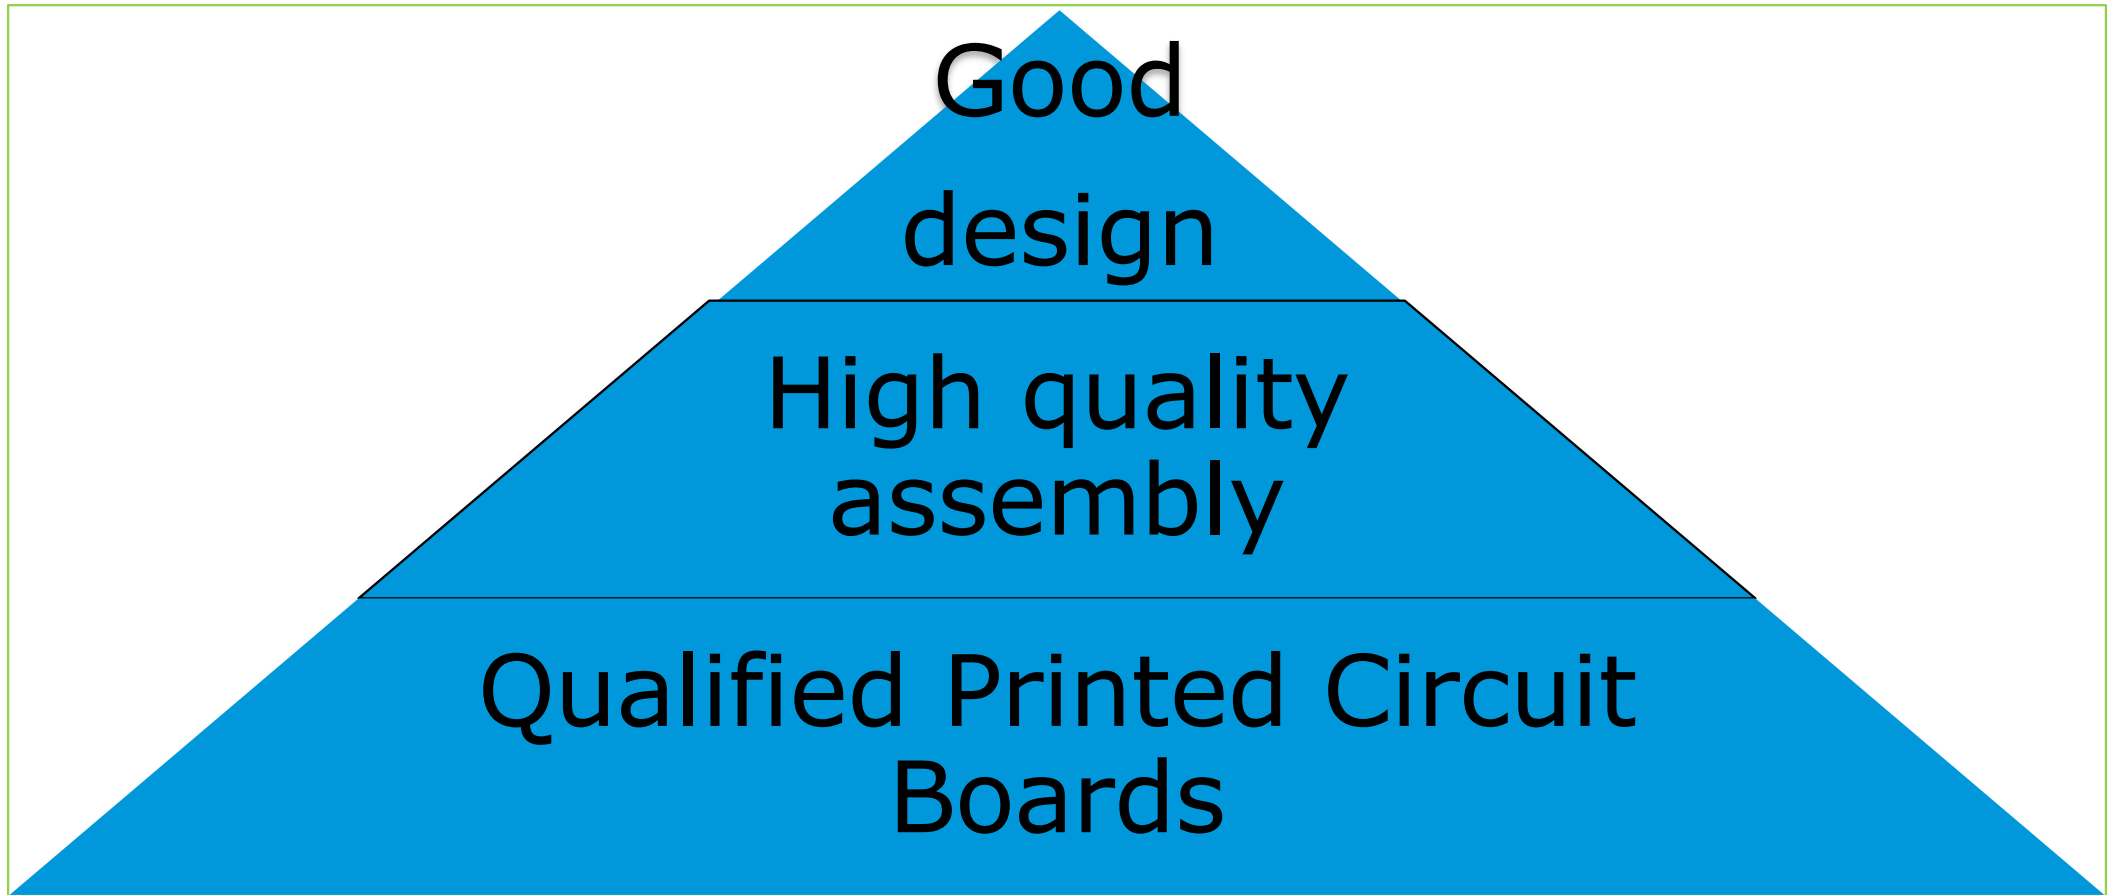 Good
design
High quality
assembly
Qualified Printed Circuit
Boards